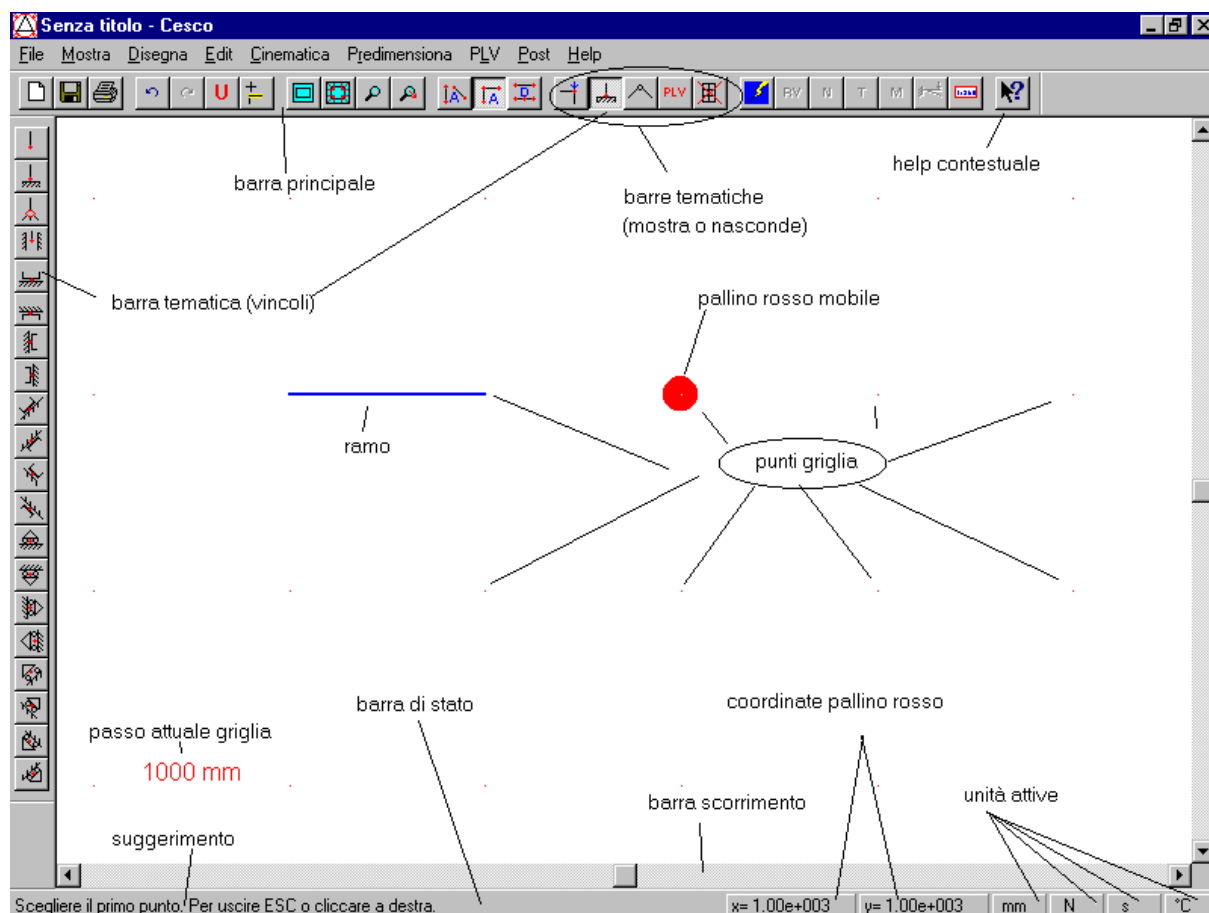 Senza titolo - Cesco
File Mostra Disegna Edit Cinematica Predimensiona PLV Post Help
U A A PLV RV N T M
barra principale
help contestuale
barre tematiche
(mostra o nasconde)
barra tematica (vincoli)
pallino rosso mobile
ramo
punti griglia
barra di stato
coordinate pallino rosso
passo attuale griglia
1000 mm
barra scorrimento
unità attive
suggerimento
Scegliere il primo punto. Per uscire ESC o cliccare a destra. x= 1.00e+003 y= 1.00e+003 mm N s °C